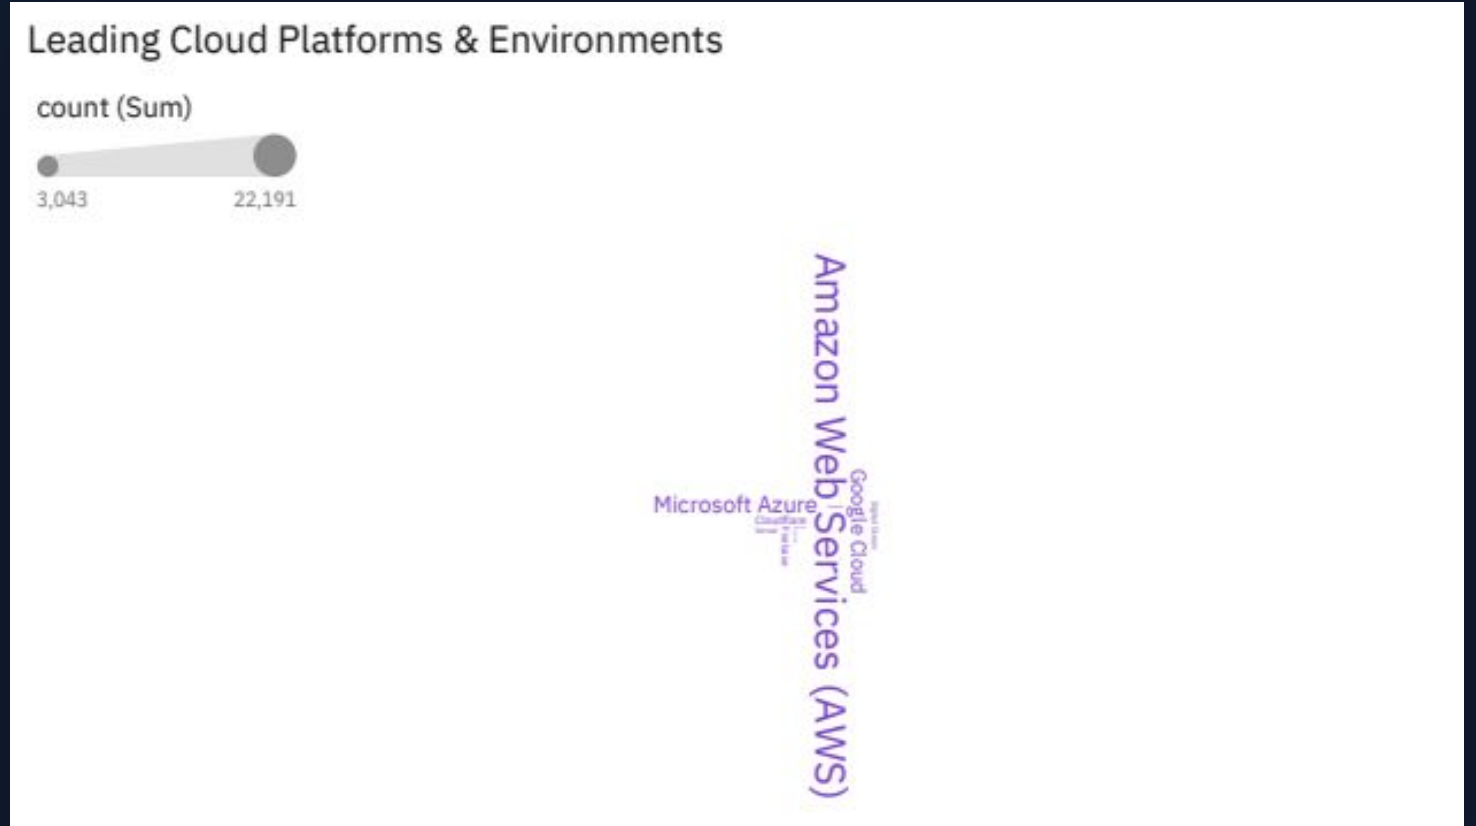 Leading Cloud Platforms & Environments
count (Sum)
3,043 22,191
Amazon Web Services (AWS)
Google Cloud
Microsoft Azure
Cloudflare